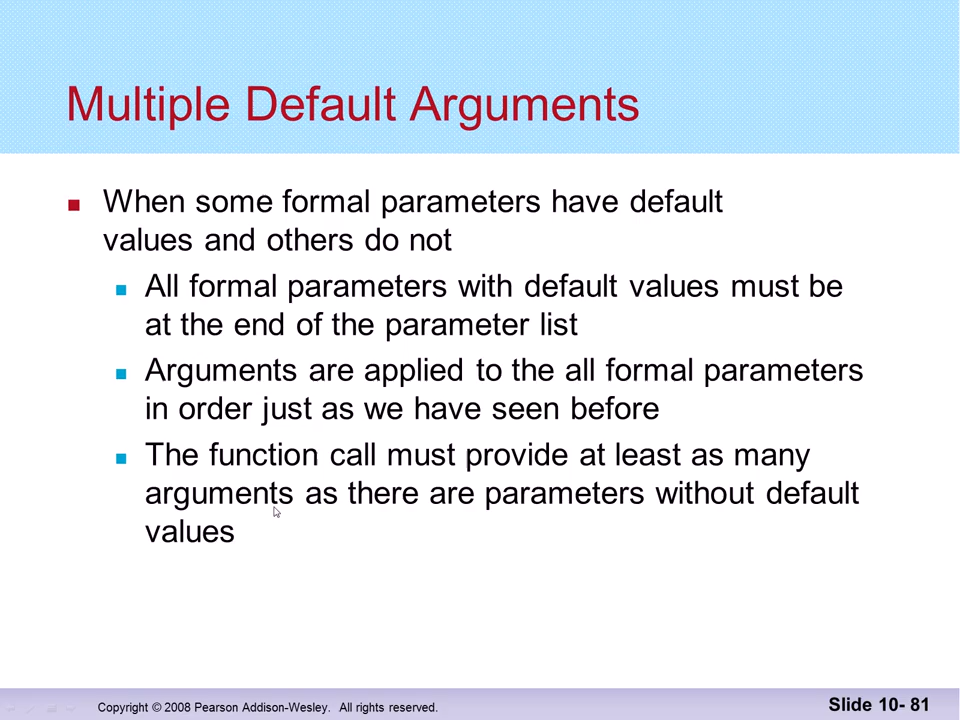 Multiple Default Arguments
When some formal parameters have default
values and others do not
All formal parameters with default values must be
at the end of the parameter list
Arguments are applied to the all formal parameters
in order just as we have seen before
The function call must provide at least as many
arguments as there are parameters without default
values
Copyright © 2008 Pearson Addison-Wesley. All rights reserved.
Slide 10- 81